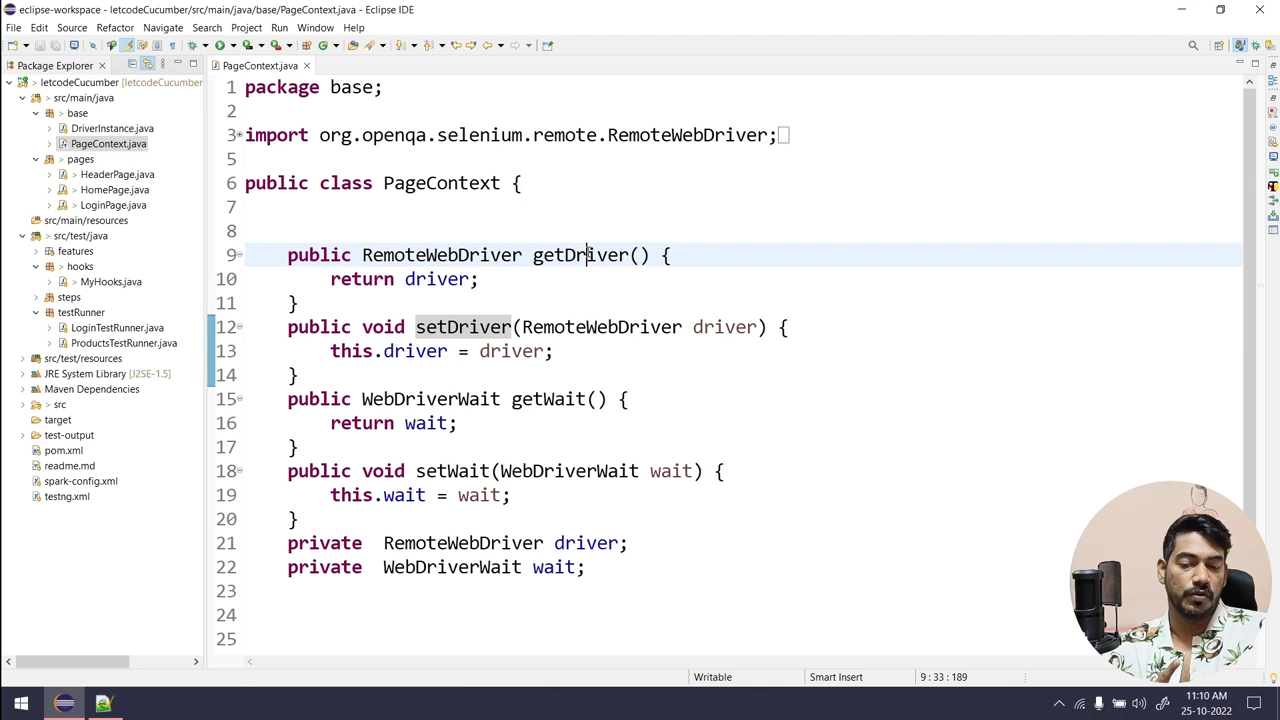 eclipse-workspace - letcodeCucumber/src/main/java/base/PageContext.java - Eclipse IDE
File Edit Source Refactor Navigate Search Project Run Window Help
Package Explorer
letcodeCucumber [letcodeCucumber
src/main/java
base
DriverInstance.java
PageContext.java
pages
HeaderPage.java
HomePage.java
LoginPage.java
src/main/resources
src/test/java
features
hooks
MyHooks.java
steps
testRunner
LoginTestRunner.java
ProductsTestRunner.java
src/test/resources
JRE System Library [J2SE-1.5]
Maven Dependencies
src
target
test-output
pom.xml
readme.md
spark-config.xml
testng.xml
PageContext.java
1 package base;
2
3 import org.openqa.selenium.remote.RemoteWebDriver;
5
6 public class PageContext {
7
8
9 public RemoteWebDriver getDriver() {
10 return driver;
11 }
12 public void setDriver(RemoteWebDriver driver) {
13 this.driver = driver;
14 }
15 public WebDriverWait getWait() {
16 return wait;
17 }
18 public void setWait(WebDriverWait wait) {
19 this.wait = wait;
20 }
21 private RemoteWebDriver driver;
22 private WebDriverWait wait;
23
24
25
Writable Smart Insert 9 : 33 : 189
11:10 AM
25-10-2022